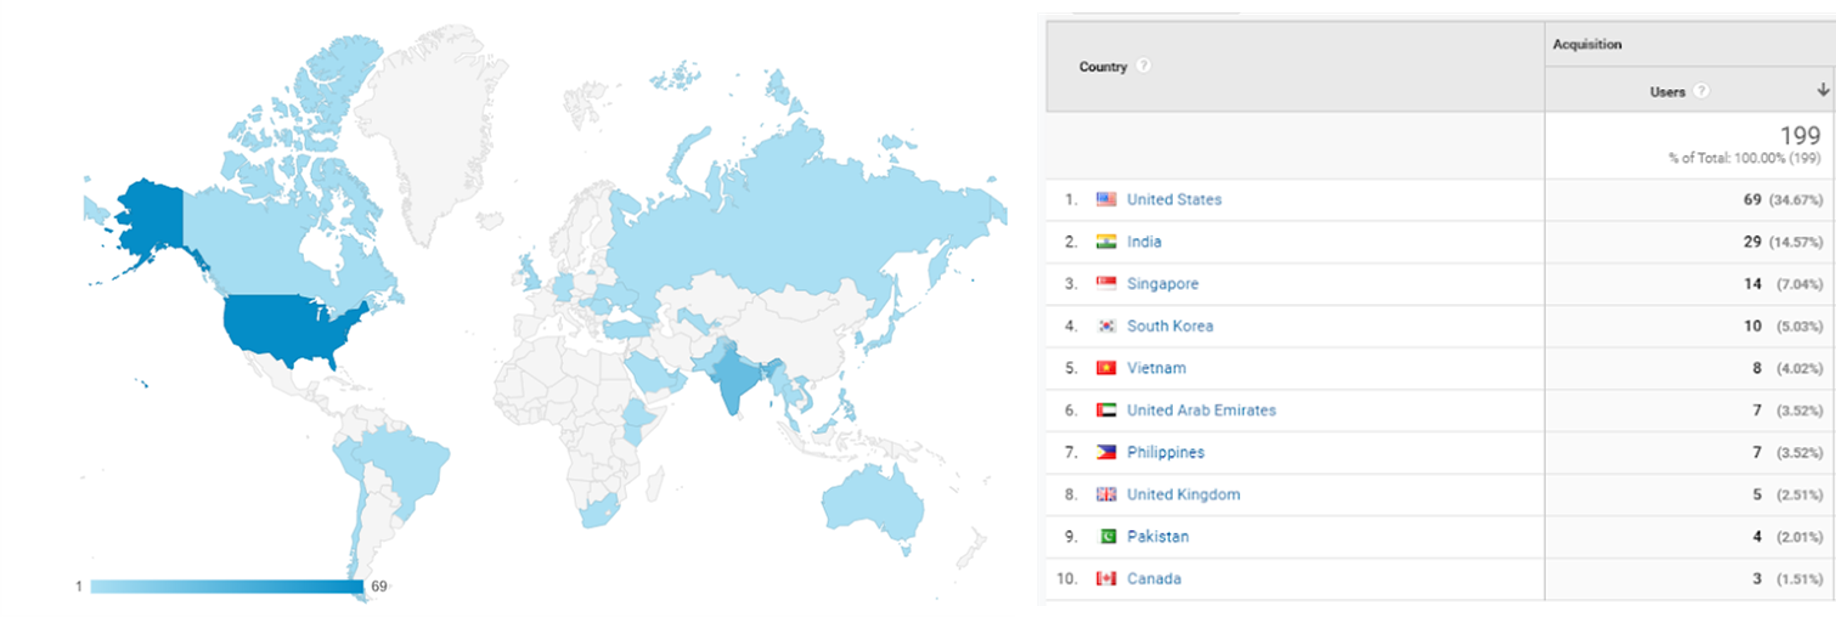 1 69
Country ?
Acquisition
Users ?
199
% of Total: 100.00% (199)
1. United States 69 (34.67%)
2. India 29 (14.57%)
3. Singapore 14 (7.04%)
4. South Korea 10 (5.03%)
5. Vietnam 8 (4.02%)
6. United Arab Emirates 7 (3.52%)
7. Philippines 7 (3.52%)
8. United Kingdom 5 (2.51%)
9. Pakistan 4 (2.01%)
10. Canada 3 (1.51%)